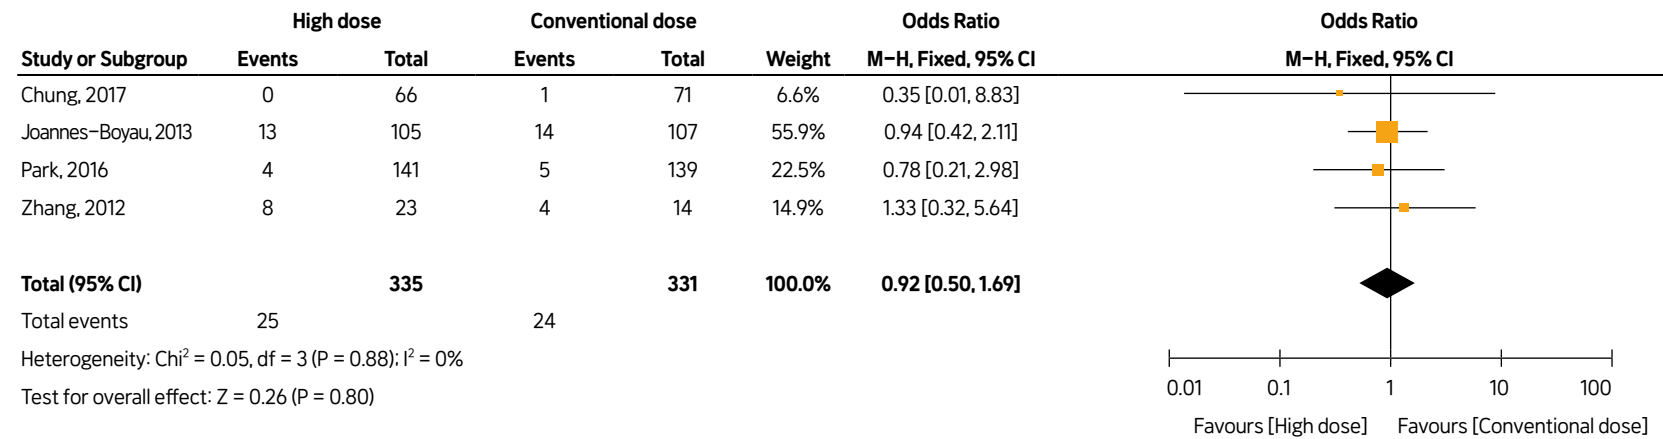 High dose Conventional dose Odds Ratio Odds Ratio
Study or Subgroup Events Total Events Total Weight M−H, Fixed, 95% CI M−H, Fixed, 95% CI
Chung, 2017 0 66 1 71 6.6% 0.35 [0.01, 8.83]
Joannes−Boyau, 2013 13 105 14 107 55.9% 0.94 [0.42, 2.11]
Park, 2016 4 141 5 139 22.5% 0.78 [0.21, 2.98]
Zhang, 2012 8 23 4 14 14.9% 1.33 [0.32, 5.64]
Total (95% CI) 335 331 100.0% 0.92 [0.50, 1.69]
Total events 25 24
Heterogeneity: Chi² = 0.05, df = 3 (P = 0.88); I² = 0%
Test for overall effect: Z = 0.26 (P = 0.80)
0.01 0.1 1 10 100
Favours [High dose] Favours [Conventional dose]